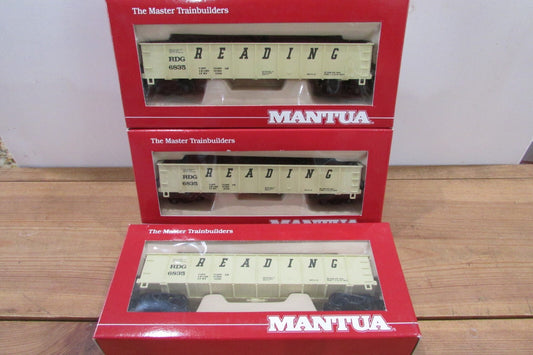 The Master Trainbuilders
READING
RDG
6835
MANTUA
The Master Trainbuilders
READING
RDG
6835
MANTUA
The Master Trainbuilders
READING
RDG
6835
MANTUA